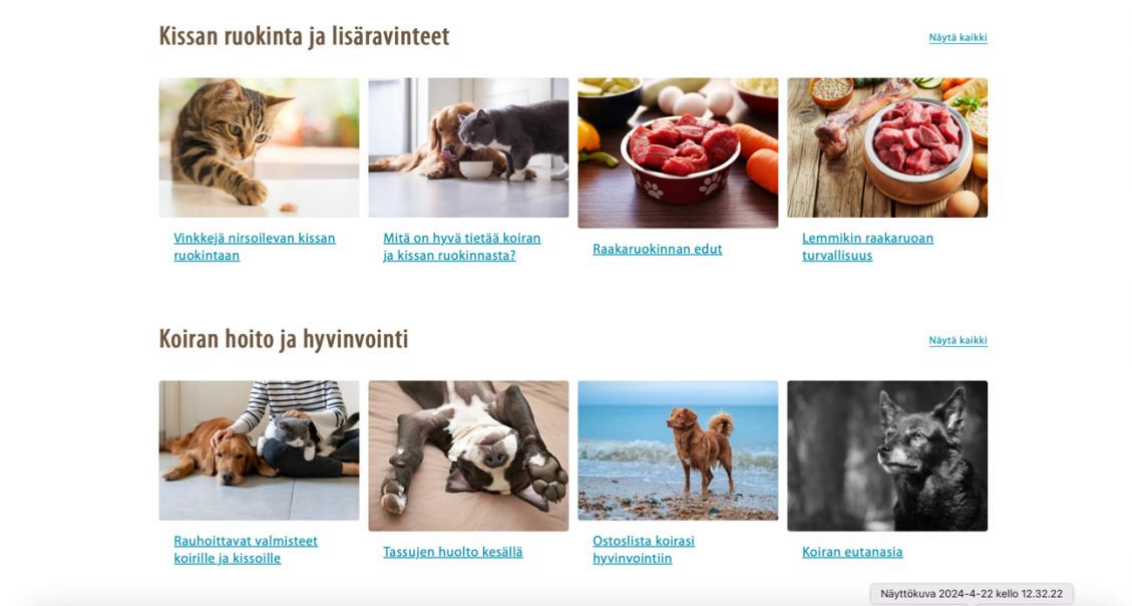 Kissan ruokinta ja lisäravinteet
Näytä kaikki
Vinkkejä nirsoilevan kissan
ruokintaan
Mitä on hyvä tietää koiran
ja kissan ruokinnasta?
Raakaruokinnan edut
Lemmikin raakaruoan
turvallisuus
Koiran hoito ja hyvinvointi
Näytä kaikki
Rauhoittavat valmisteet
koirille ja kissoille
Tassujen huolto kesällä
Ostoslista koirasi
hyvinvointiin
Koiran eutanasia
Näyttökuva 2024-4-22 kello 12.32.22